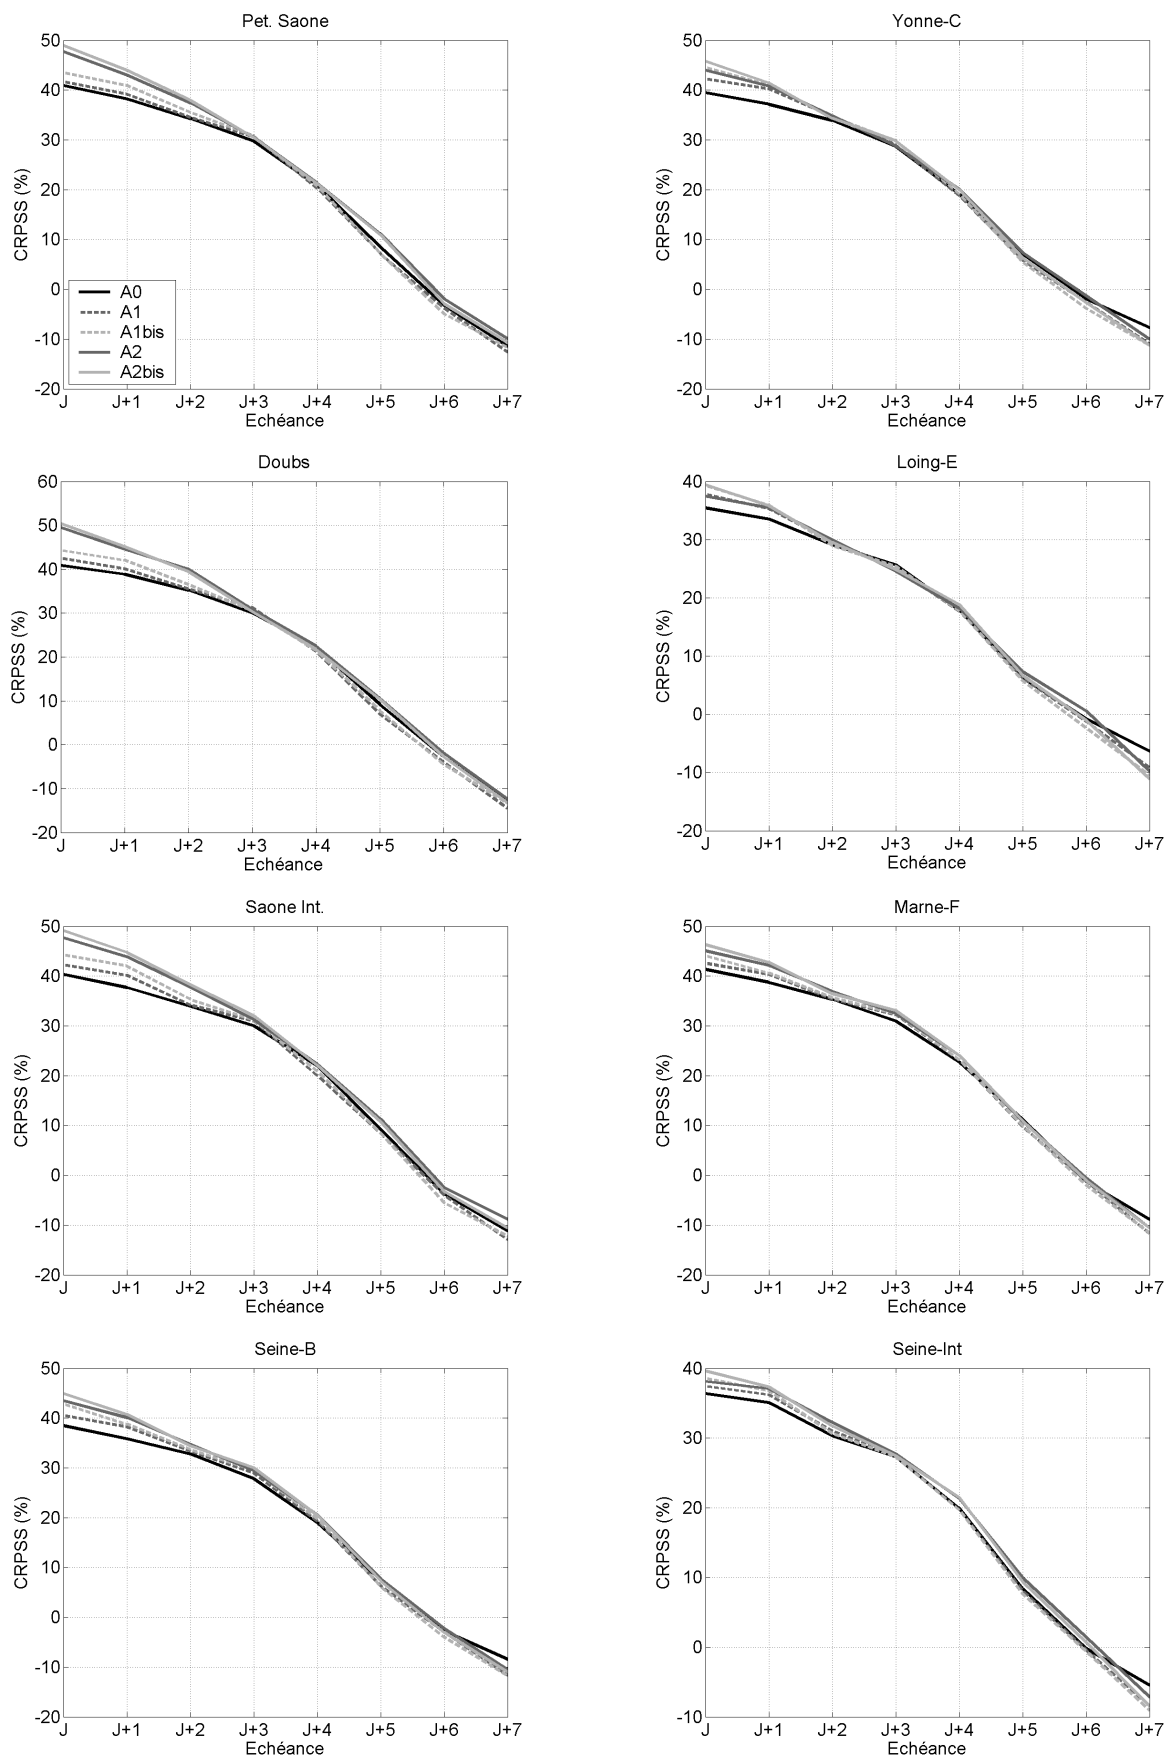 Pet. Saone
50
40
30
20
10
0
-10
-20
CRPSS (%)
A0
A1
A1bis
A2
A2bis
J J+1 J+2 J+3 J+4 J+5 J+6 J+7
Echéance
Yonne-C
50
40
30
20
10
0
-10
-20
CRPSS (%)
J J+1 J+2 J+3 J+4 J+5 J+6 J+7
Echéance
Doubs
60
50
40
30
20
10
0
-10
-20
CRPSS (%)
J J+1 J+2 J+3 J+4 J+5 J+6 J+7
Echéance
Loing-E
40
30
20
10
0
-10
-20
CRPSS (%)
J J+1 J+2 J+3 J+4 J+5 J+6 J+7
Echéance
Saone Int.
50
40
30
20
10
0
-10
-20
CRPSS (%)
J J+1 J+2 J+3 J+4 J+5 J+6 J+7
Echéance
Marne-F
50
40
30
20
10
0
-10
-20
CRPSS (%)
J J+1 J+2 J+3 J+4 J+5 J+6 J+7
Echéance
Seine-B
50
40
30
20
10
0
-10
-20
CRPSS (%)
J J+1 J+2 J+3 J+4 J+5 J+6 J+7
Echéance
Seine-Int
40
30
20
10
0
-10
CRPSS (%)
J J+1 J+2 J+3 J+4 J+5 J+6 J+7
Echéance